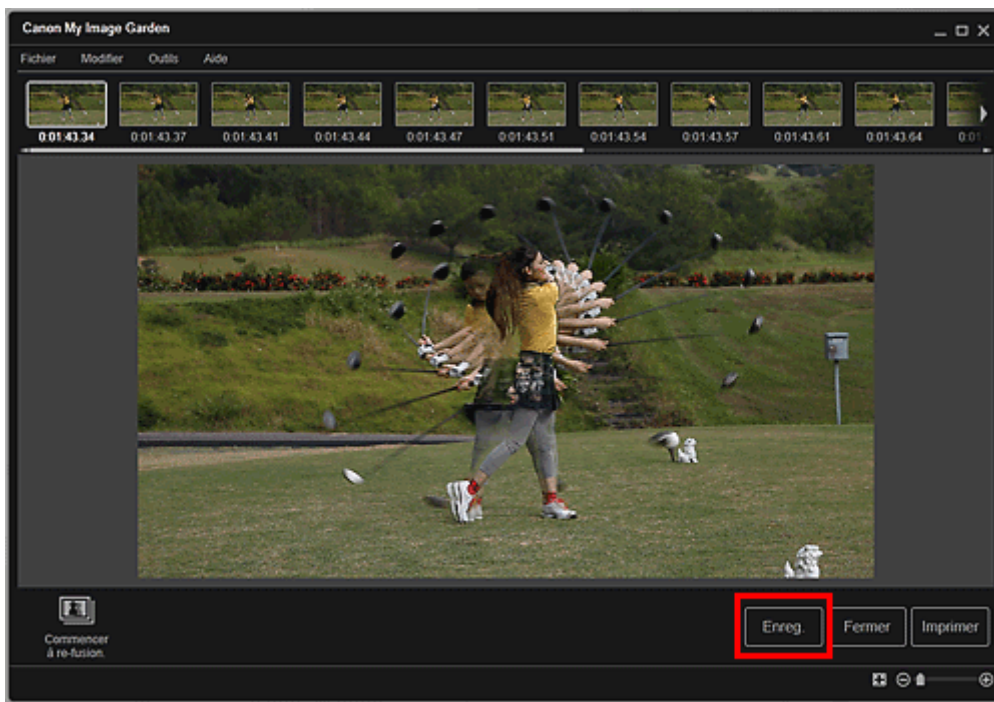 Canon My Image Garden
Fichier Modifier Outils Aide
0:01:43.34 0:01:43.37 0:01:43.41 0:01:43.44 0:01:43.47 0:01:43.51 0:01:43.54 0:01:43.57 0:01:43.61 0:01:43.64 0:01
Commencer
à re-fusion.
Enreg. Fermer Imprimer